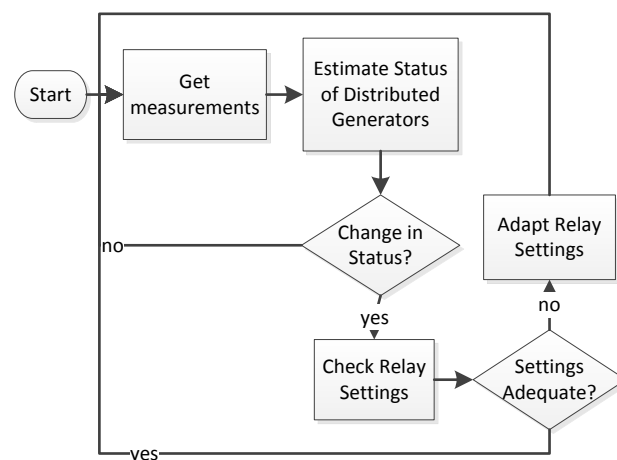 Start
Get
measurements
Estimate Status
of Distributed
Generators
Change in
Status?
no
yes
Check Relay
Settings
Settings
Adequate?
no
Adapt Relay
Settings
yes